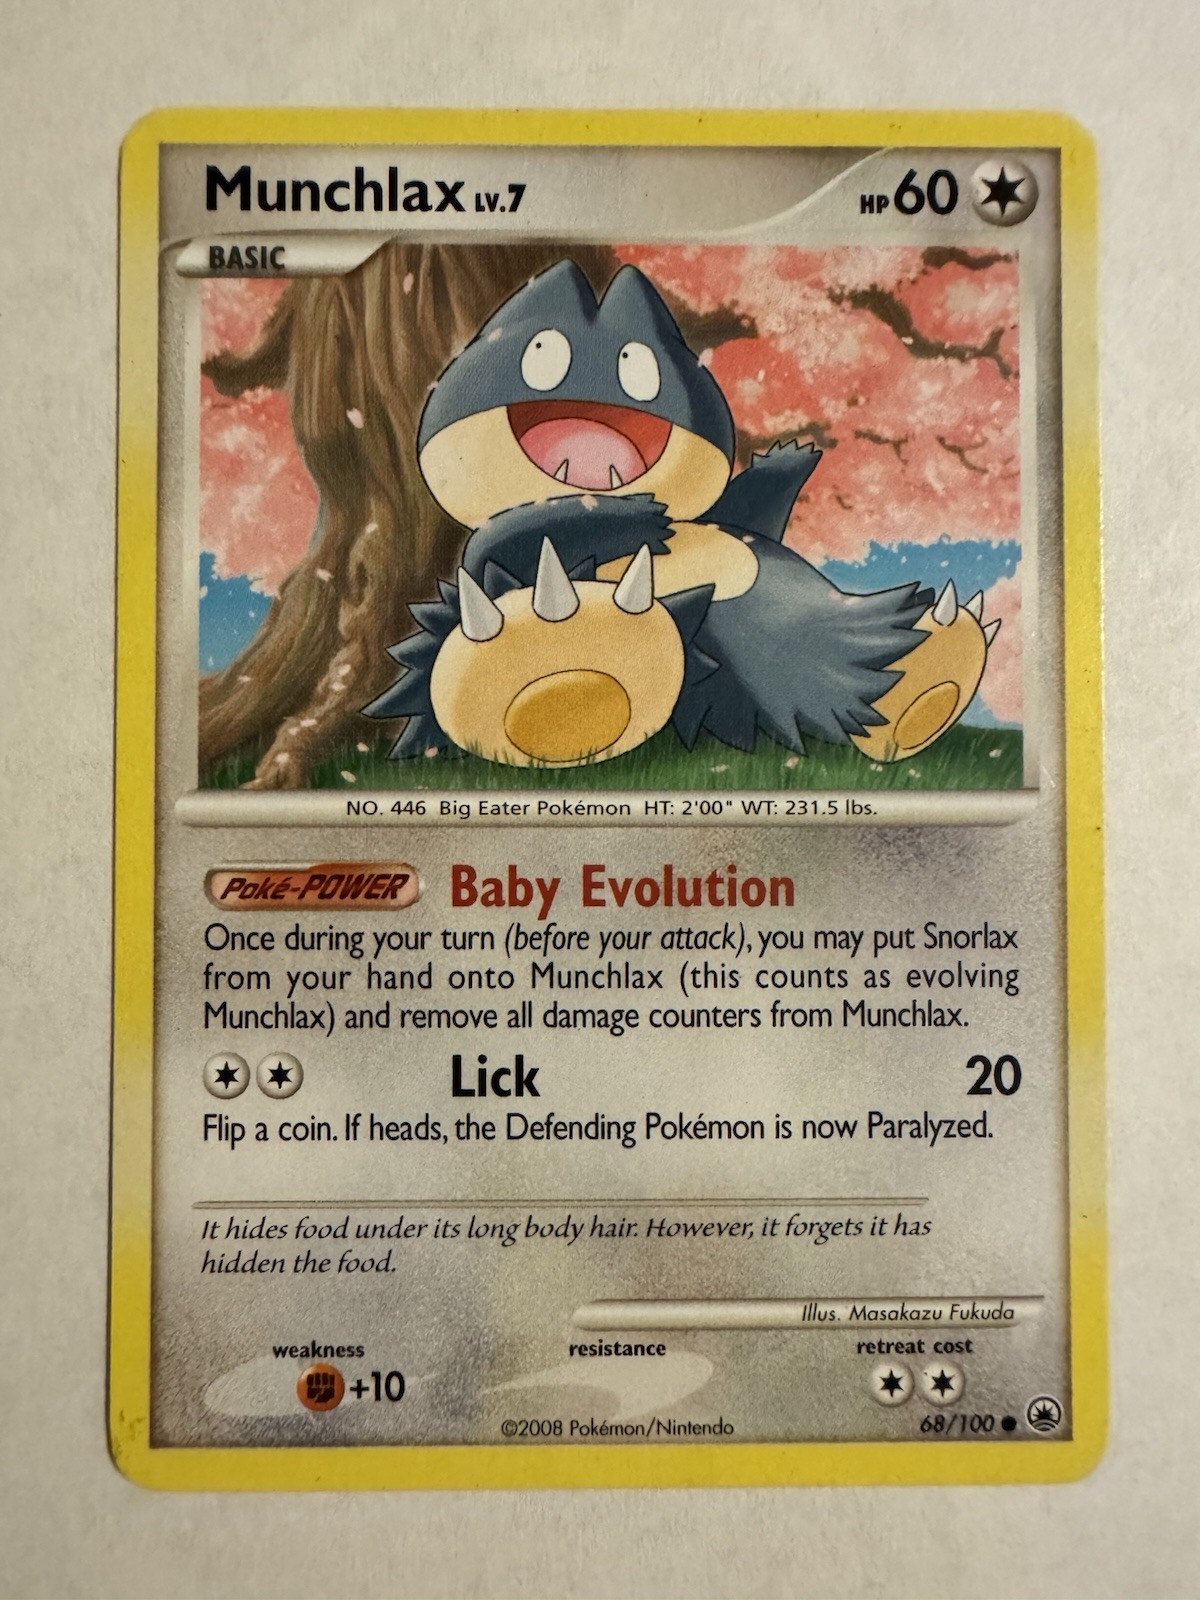 Munchlax LV.7 HP 60
BASIC
NO. 446 Big Eater Pokémon HT: 2'00" WT: 231.5 lbs.
Poké-POWER Baby Evolution
Once during your turn (before your attack), you may put Snorlax
from your hand onto Munchlax (this counts as evolving
Munchlax) and remove all damage counters from Munchlax.
Lick 20
Flip a coin. If heads, the Defending Pokémon is now Paralyzed.
It hides food under its long body hair. However, it forgets it has
hidden the food.
Illus. Masakazu Fukuda
weakness resistance retreat cost
+10
©2008 Pokémon/Nintendo 68/100